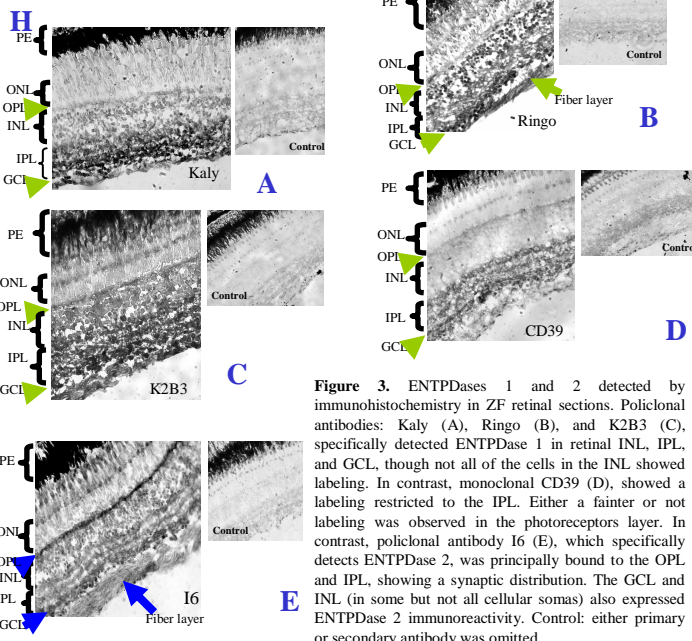 H
PE
ONL
OPL
INL
IPL
GCL
Kaly
Control
A
PE
ONL
OPL
INL
IPL
GCL
Fiber layer
Ringo
Control
B
PE
ONL
OPL
INL
IPL
GCL
K2B3
Control
C
PE
ONL
OPL
INL
IPL
GCL
CD39
Contro
D
PE
ONL
OPL
INL
IPL
GCL
I6
Fiber layer
Control
E
Figure 3. ENTPDases 1 and 2 detected by
immunohistochemistry in ZF retinal sections. Policlonal
antibodies: Kaly (A), Ringo (B), and K2B3 (C),
specifically detected ENTPDase 1 in retinal INL, IPL,
and GCL, though not all of the cells in the INL showed
labeling. In contrast, monoclonal CD39 (D), showed a
labeling restricted to the IPL. Either a fainter or not
labeling was observed in the photoreceptors layer. In
contrast, policlonal antibody I6 (E), which specifically
detects ENTPDase 2, was principally bound to the OPL
and IPL, showing a synaptic distribution. The GCL and
INL (in some but not all cellular somas) also expressed
ENTPDase 2 immunoreactivity. Control: either primary
or secondary antibody was omitted